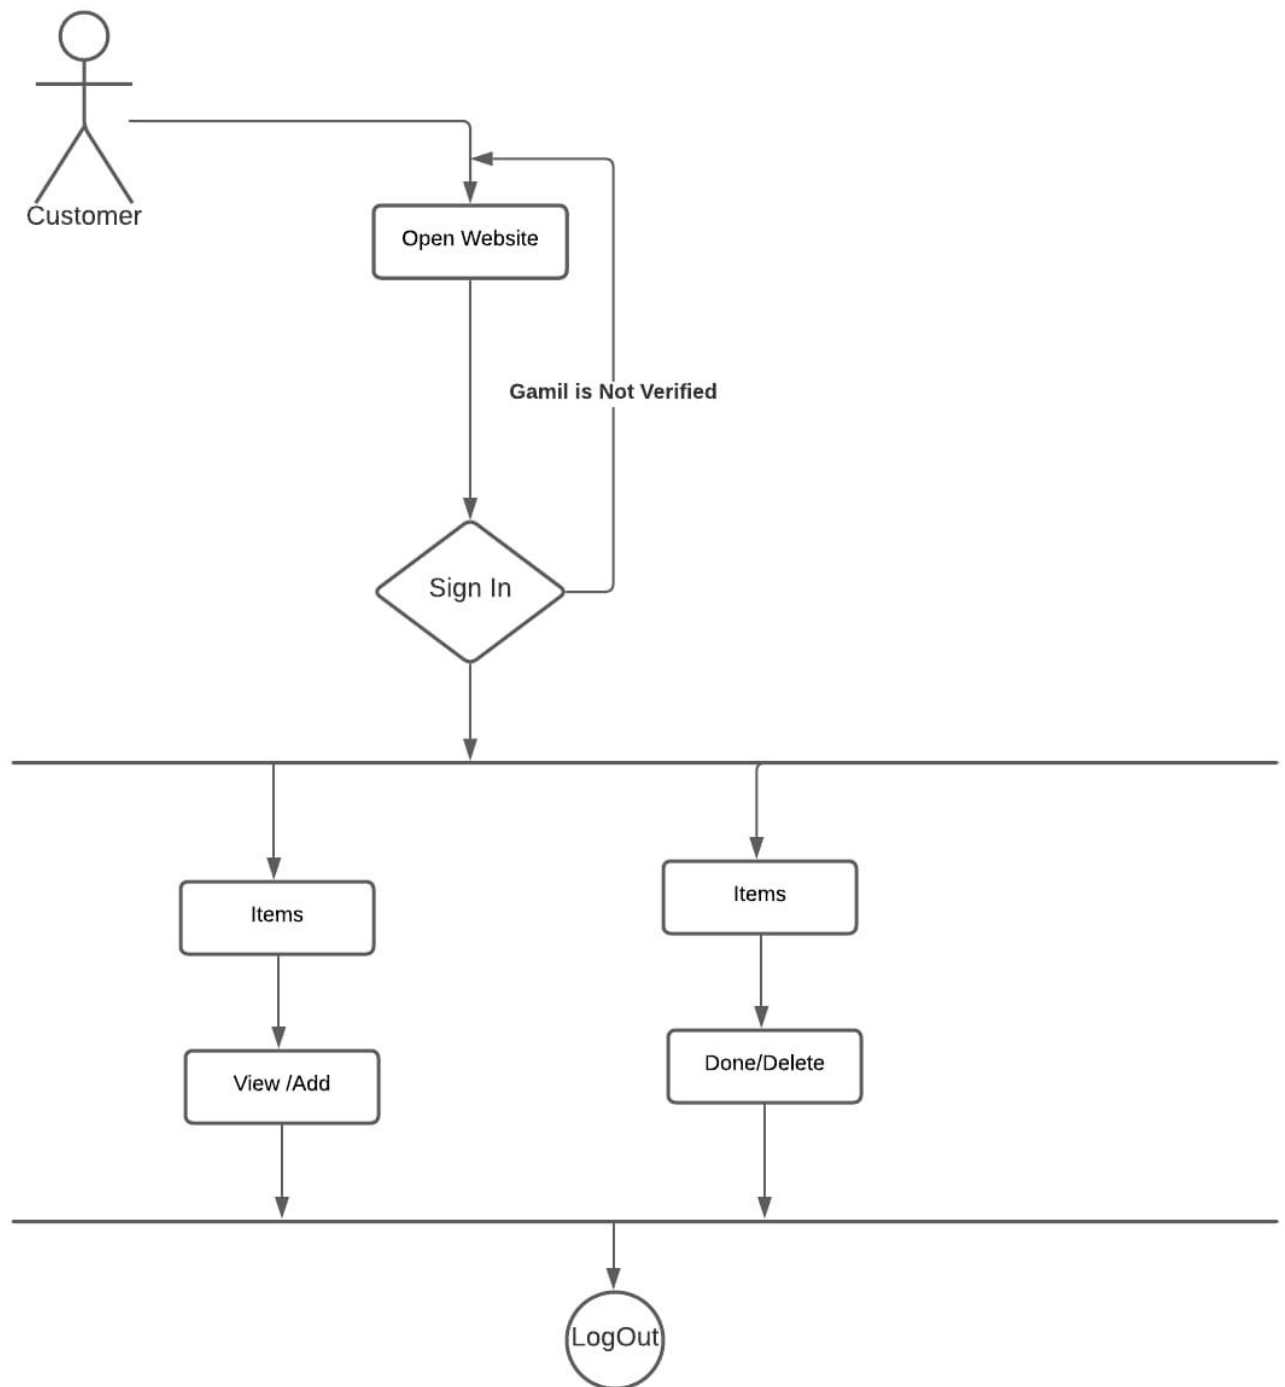 Customer
Open Website
Gamil is Not Verified
Sign In
Items
Items
View /Add
Done/Delete
LogOut